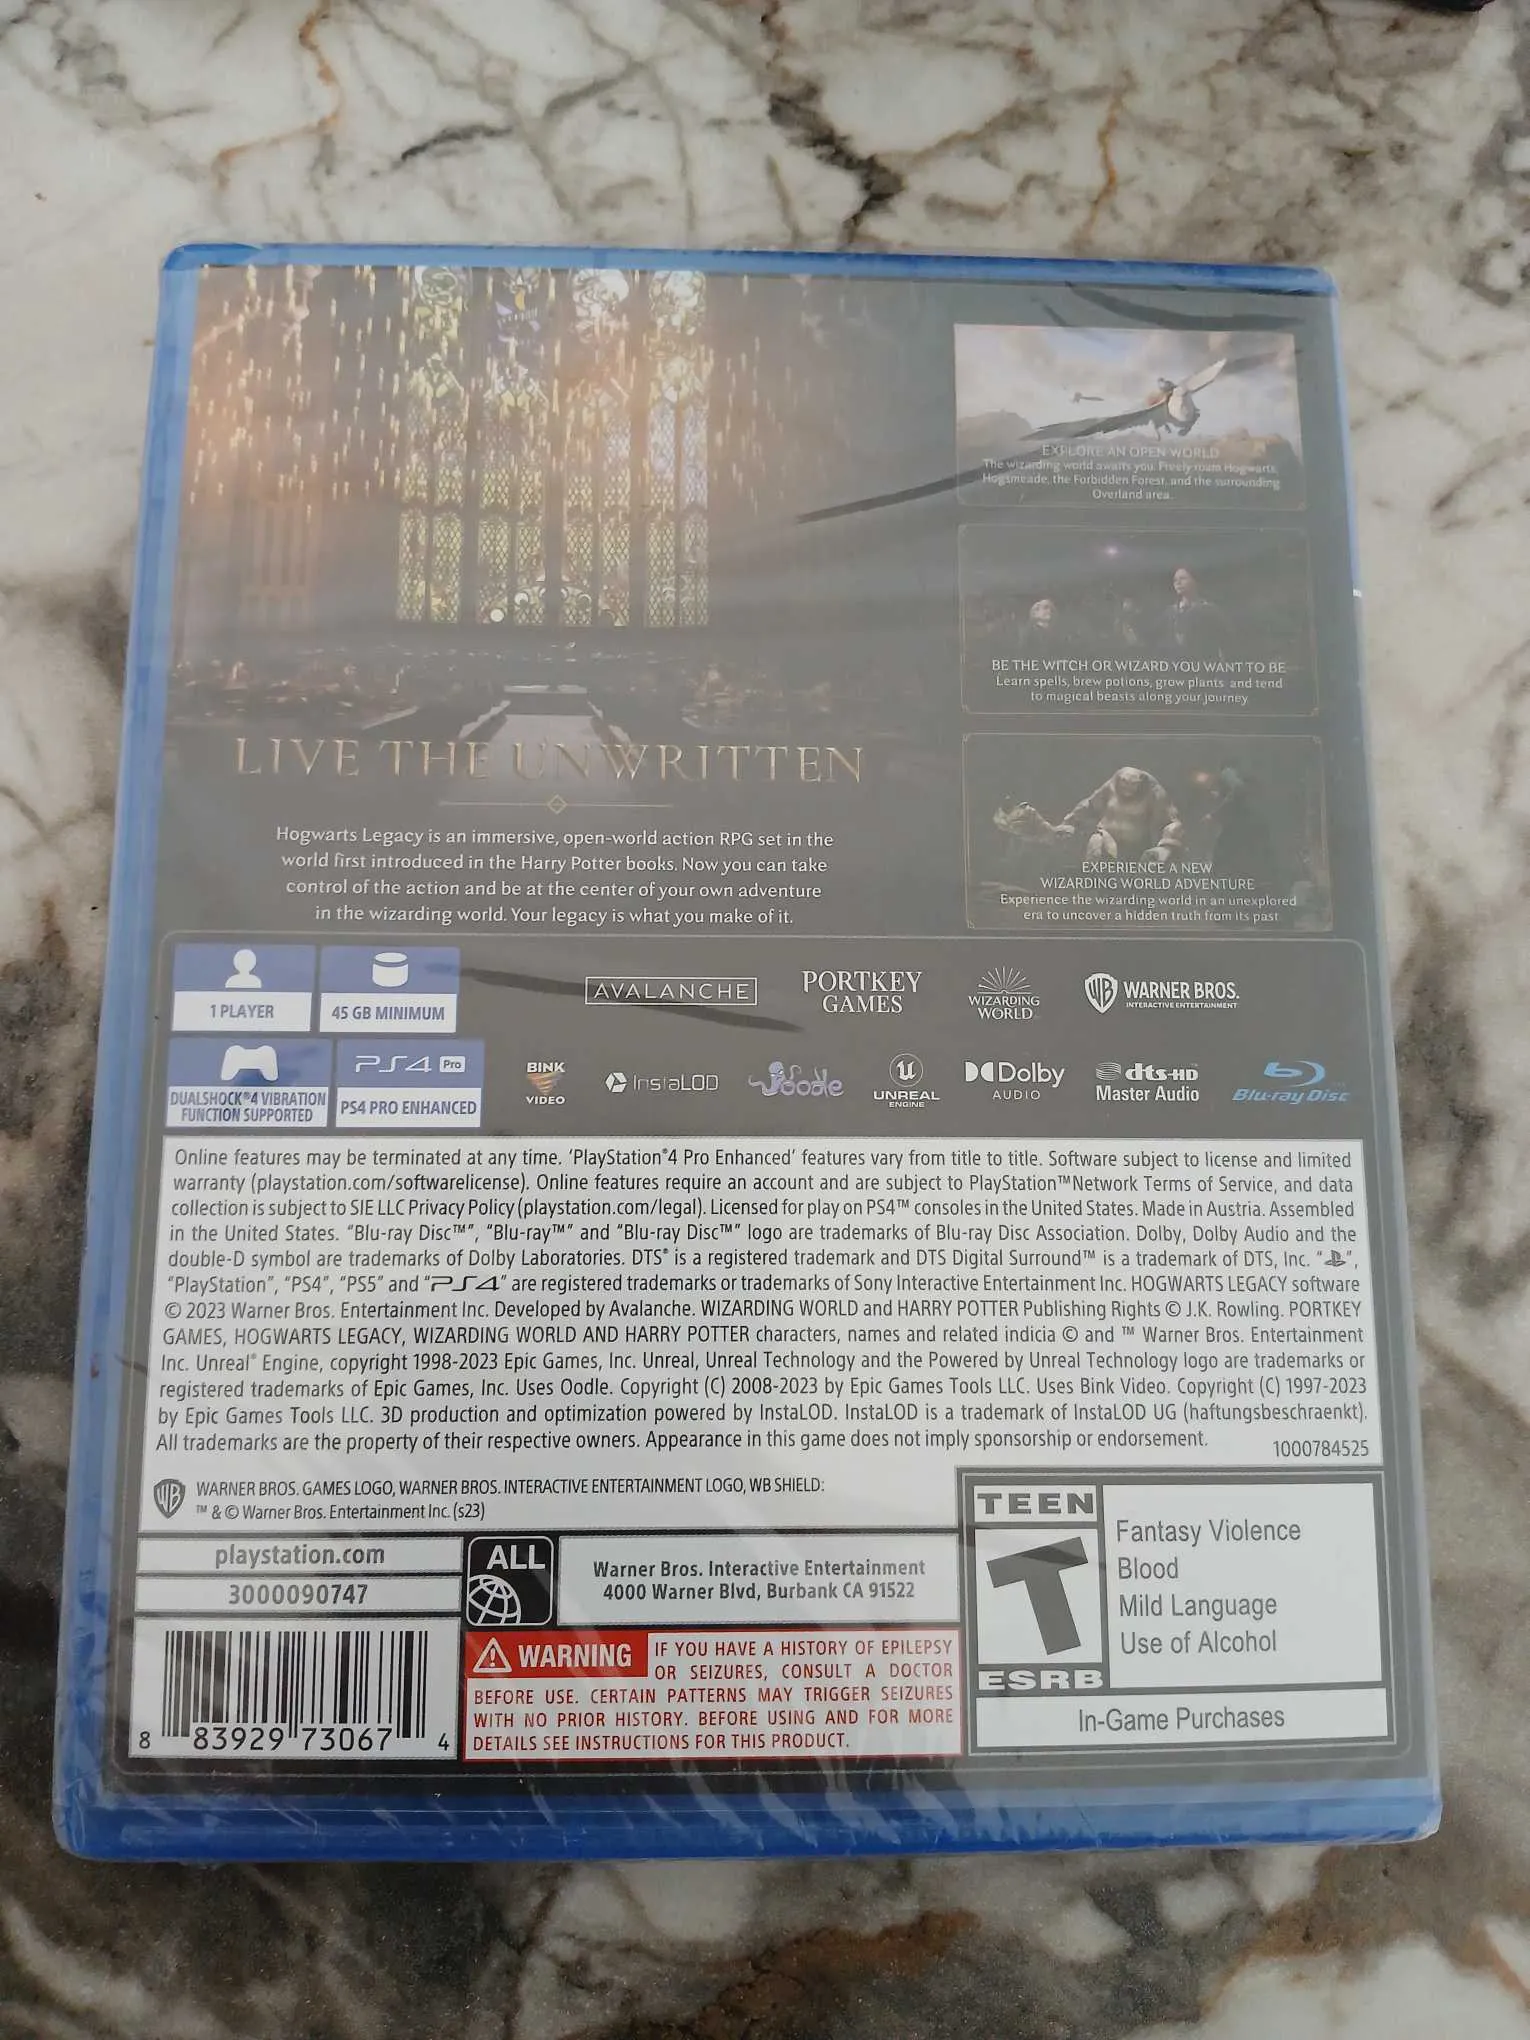 EXPLORE AN OPEN WORLD
The wizarding world awaits you. Freely roam Hogwarts,
Hogsmeade, the Forbidden Forest, and the surrounding
Overland area.
BE THE WITCH OR WIZARD YOU WANT TO BE
Learn spells, brew potions, grow plants and tend
to magical beasts along your journey
EXPERIENCE A NEW
WIZARDING WORLD ADVENTURE
Experience the wizarding world in an unexplored
era to uncover a hidden truth from its past
LIVE THE UNWRITTEN
Hogwarts Legacy is an immersive, open-world action RPG set in the
world first introduced in the Harry Potter books. Now you can take
control of the action and be at the center of your own adventure
in the wizarding world. Your legacy is what you make of it.
1 PLAYER
45 GB MINIMUM
AVALANCHE
PORTKEY
GAMES
WIZARDING
WORLD
WB WARNER BROS.
INTERACTIVE ENTERTAINMENT
DUALSHOCK®4 VIBRATION
FUNCTION SUPPORTED
PS4 Pro
PS4 PRO ENHANCED
BINK
VIDEO
InstaLOD
Oodle
UNREAL
ENGINE
Dolby
AUDIO
dts-HD
Master Audio
Blu-ray Disc
Online features may be terminated at any time. ‘PlayStation®4 Pro Enhanced’ features vary from title to title. Software subject to license and limited
warranty (playstation.com/softwarelicense). Online features require an account and are subject to PlayStation™Network Terms of Service, and data
collection is subject to SIE LLC Privacy Policy (playstation.com/legal). Licensed for play on PS4™ consoles in the United States. Made in Austria. Assembled
in the United States. “Blu-ray Disc™”, “Blu-ray™” and “Blu-ray Disc™” logo are trademarks of Blu-ray Disc Association. Dolby, Dolby Audio and the
double-D symbol are trademarks of Dolby Laboratories. DTS® is a registered trademark and DTS Digital Surround™ is a trademark of DTS, Inc. “ ”,
“PlayStation”, “PS4”, “PS5” and “PS4” are registered trademarks or trademarks of Sony Interactive Entertainment Inc. HOGWARTS LEGACY software
© 2023 Warner Bros. Entertainment Inc. Developed by Avalanche. WIZARDING WORLD and HARRY POTTER Publishing Rights © J.K. Rowling. PORTKEY
GAMES, HOGWARTS LEGACY, WIZARDING WORLD AND HARRY POTTER characters, names and related indicia © and ™ Warner Bros. Entertainment
Inc. Unreal® Engine, copyright 1998-2023 Epic Games, Inc. Unreal, Unreal Technology and the Powered by Unreal Technology logo are trademarks or
registered trademarks of Epic Games, Inc. Uses Oodle. Copyright (C) 2008-2023 by Epic Games Tools LLC. Uses Bink Video. Copyright (C) 1997-2023
by Epic Games Tools LLC. 3D production and optimization powered by InstaLOD. InstaLOD is a trademark of InstaLOD UG (haftungsbeschraenkt).
All trademarks are the property of their respective owners. Appearance in this game does not imply sponsorship or endorsement.
1000784525
WB WARNER BROS. GAMES LOGO, WARNER BROS. INTERACTIVE ENTERTAINMENT LOGO, WB SHIELD:
™ & © Warner Bros. Entertainment Inc. (s23)
playstation.com
3000090747
ALL
Warner Bros. Interactive Entertainment
4000 Warner Blvd, Burbank CA 91522
8 83929 73067 4
WARNING IF YOU HAVE A HISTORY OF EPILEPSY
OR SEIZURES, CONSULT A DOCTOR
BEFORE USE. CERTAIN PATTERNS MAY TRIGGER SEIZURES
WITH NO PRIOR HISTORY. BEFORE USING AND FOR MORE
DETAILS SEE INSTRUCTIONS FOR THIS PRODUCT.
TEEN
T
ESRB
Fantasy Violence
Blood
Mild Language
Use of Alcohol
In-Game Purchases